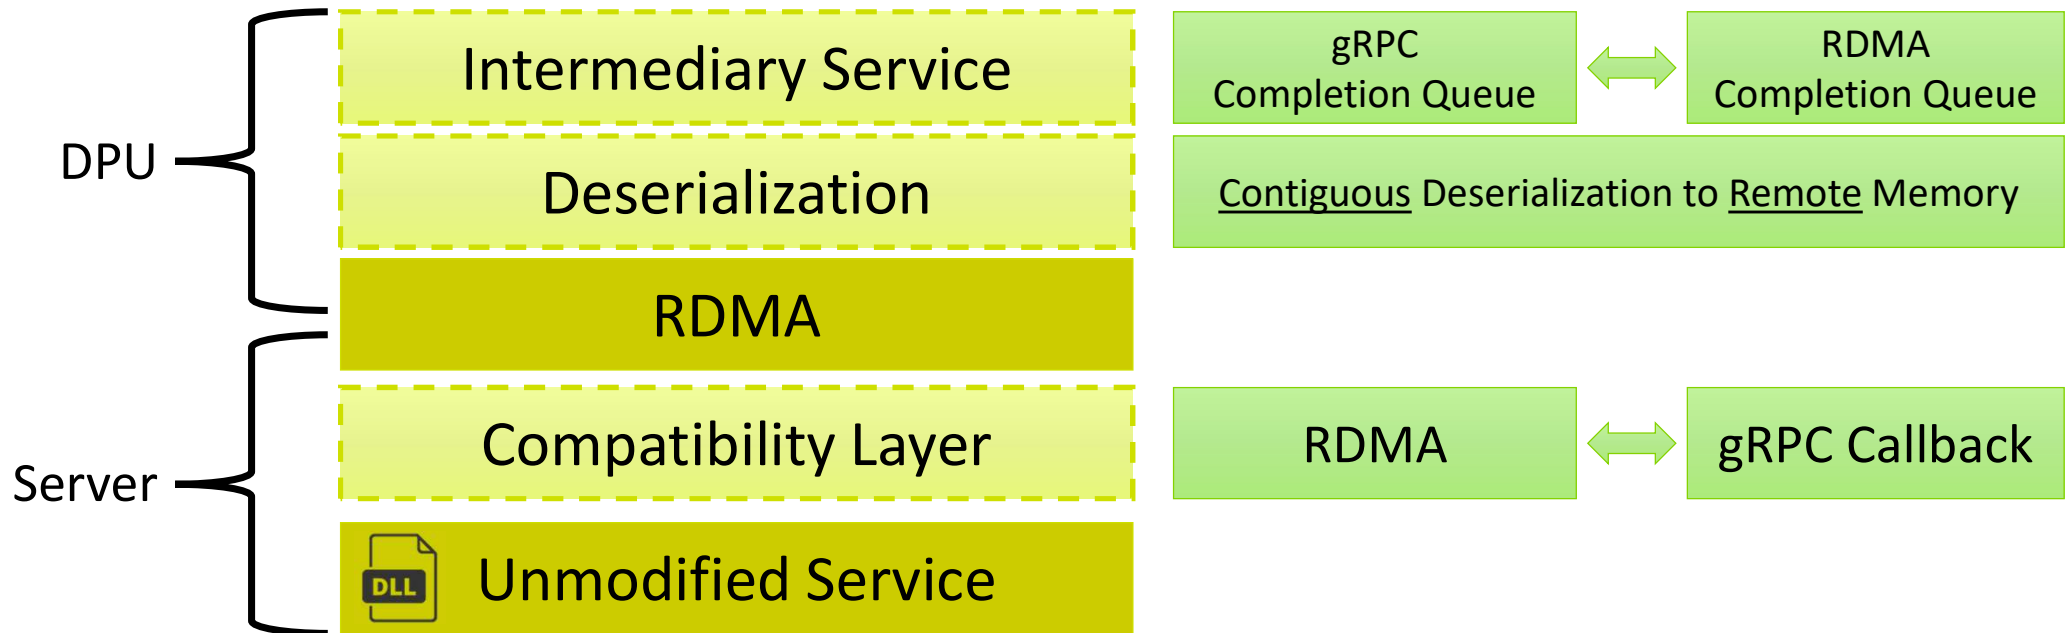 DPU
Intermediary Service
gRPC
Completion Queue
RDMA
Completion Queue
Deserialization
Contiguous Deserialization to Remote Memory
RDMA
Server
Compatibility Layer
RDMA
gRPC Callback
DLL
Unmodified Service